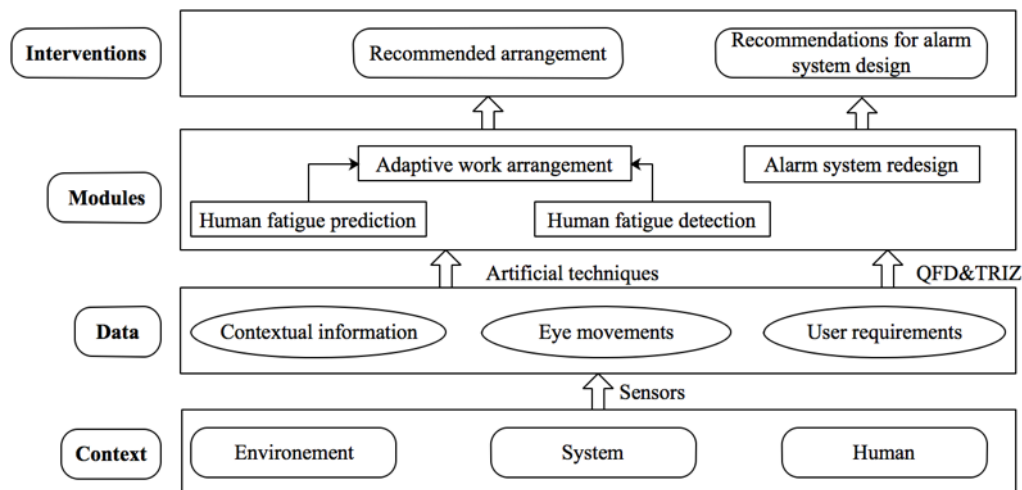 Interventions
Recommended arrangement
Recommendations for alarm
system design
Modules
Adaptive work arrangement
Alarm system redesign
Human fatigue prediction
Human fatigue detection
Artificial techniques
QFD&TRIZ
Data
Contextual information
Eye movements
User requirements
Sensors
Context
Environement
System
Human